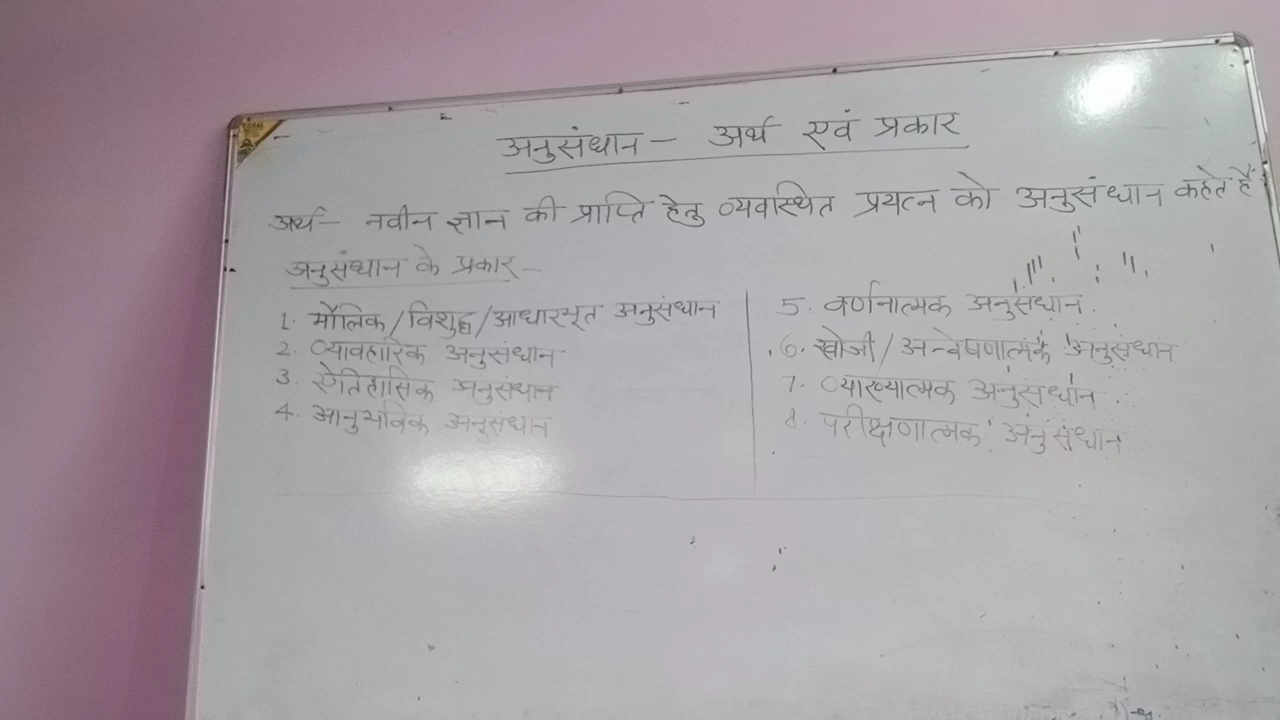 अनुसंधान – अर्थ एवं प्रकार
अर्थ – नवीन ज्ञान की प्राप्ति हेतु व्यवस्थित प्रयत्न को अनुसंधान कहते हैं
अनुसंधान के प्रकार –
1. मौलिक/विशुद्ध/आधारभूत अनुसंधान
2. व्यावहारिक अनुसंधान
3. ऐतिहासिक अनुसंधान
4. आनुभविक अनुसंधान
5. वर्णनात्मक अनुसंधान
6. खोजी/अन्वेषणात्मक अनुसंधान
7. व्याख्यात्मक अनुसंधान
8. परीक्षणात्मक अनुसंधान